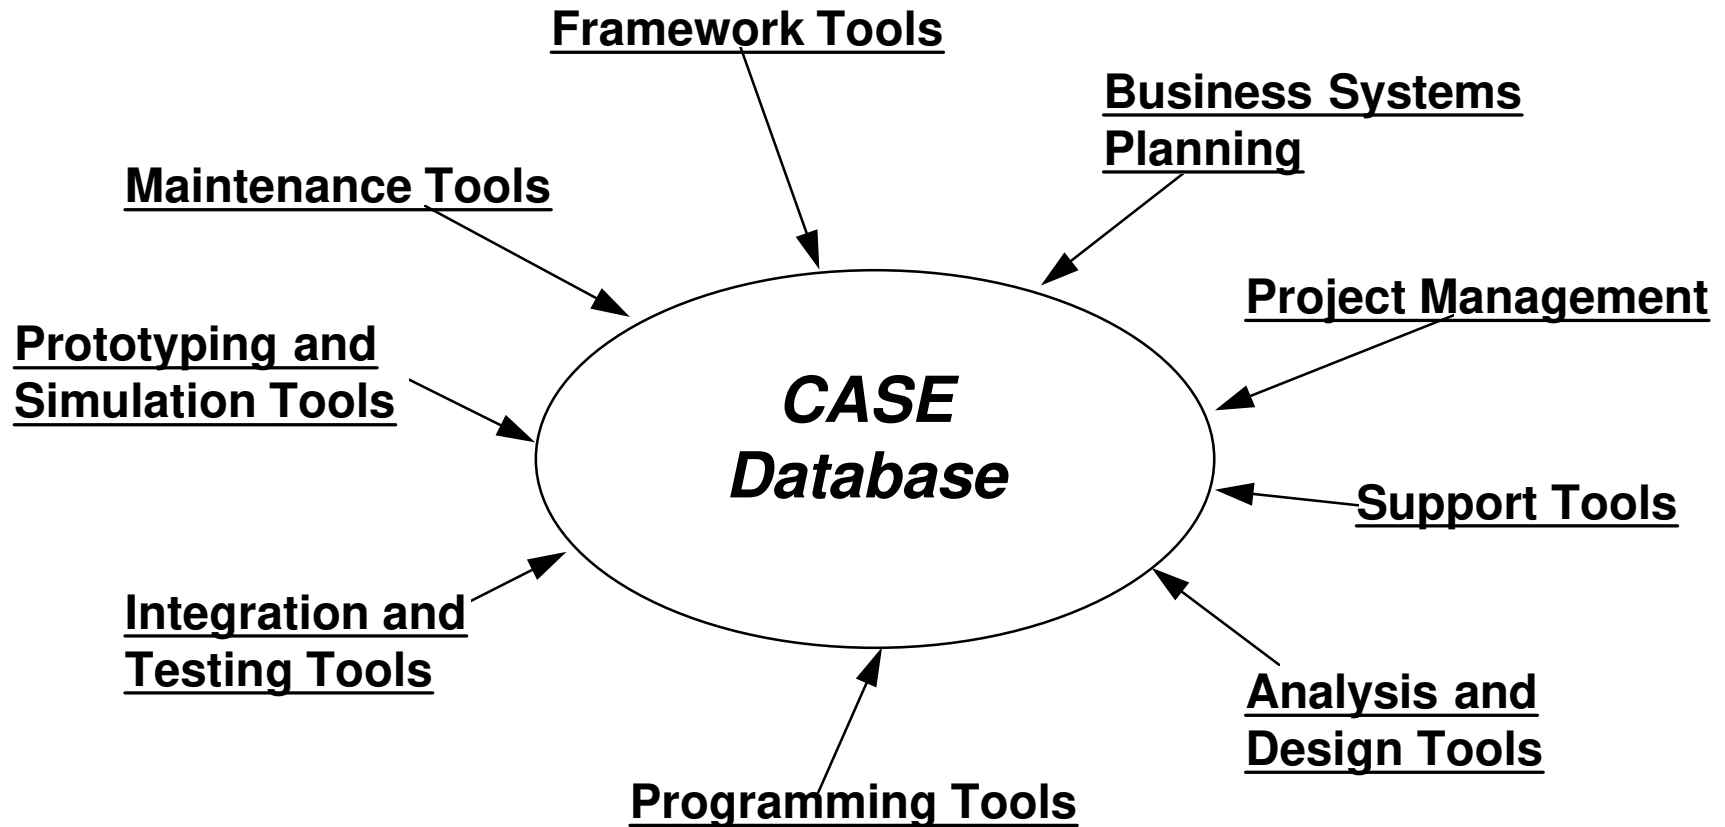 Framework Tools
Business Systems
Planning
Maintenance Tools
Project Management
Prototyping and
Simulation Tools
CASE
Database
Support Tools
Integration and
Testing Tools
Analysis and
Design Tools
Programming Tools